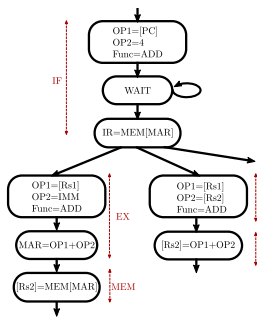 OP1=[PC]
OP2=4
Func=ADD
IF
WAIT
IR=MEM[MAR]
OP1=[Rs1]
OP2=IMM
Func=ADD
OP1=[Rs1]
OP2=[Rs2]
Func=ADD
EX
MAR=OP1+OP2
[Rs2]=OP1+OP2
[Rs2]=MEM[MAR]
MEM